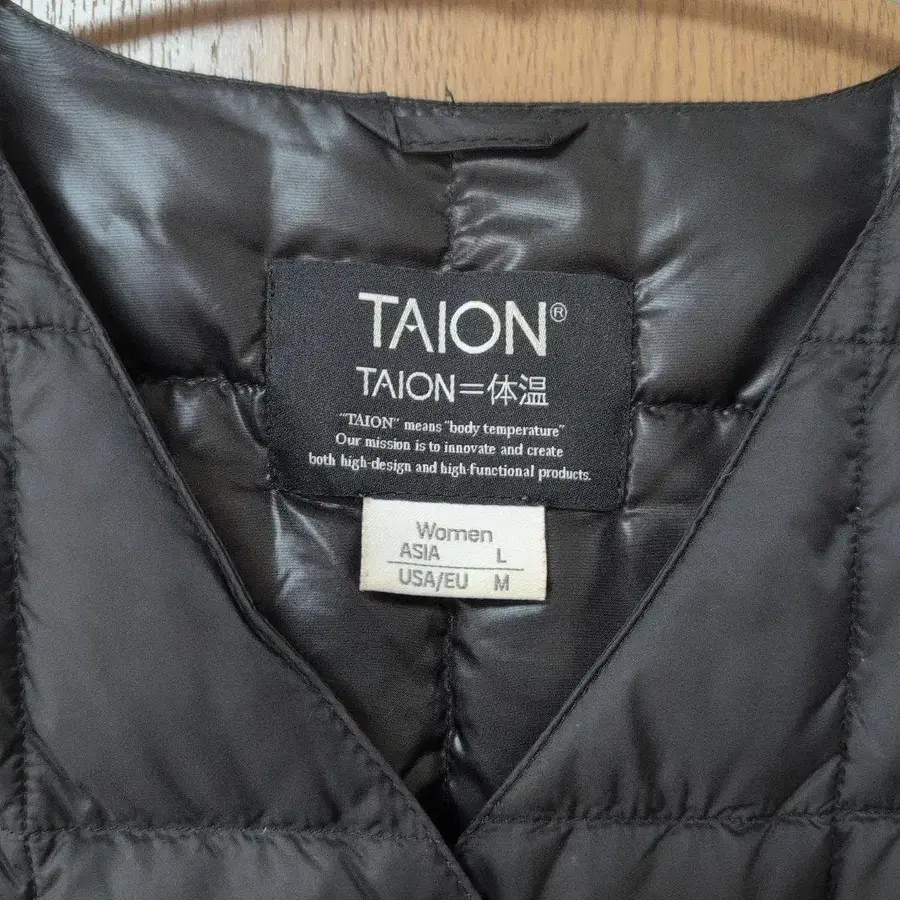 TAION®
TAION=体温
"TAION" means "body temperature"
Our mission is to innovate and create
both high-design and high-functional products.
Women
ASIA L
USA/EU M